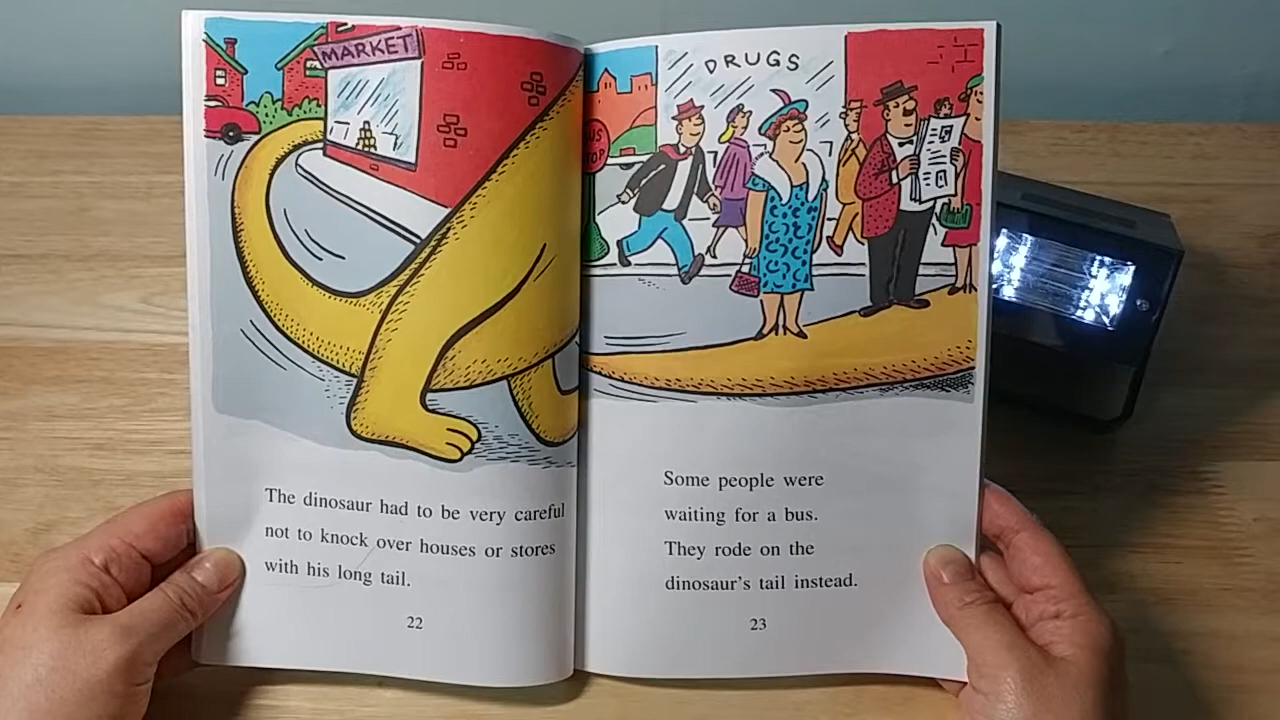 MARKET
The dinosaur had to be very careful
not to knock over houses or stores
with his long tail.
22
DRUGS
BUS
STOP
Some people were
waiting for a bus.
They rode on the
dinosaur's tail instead.
23